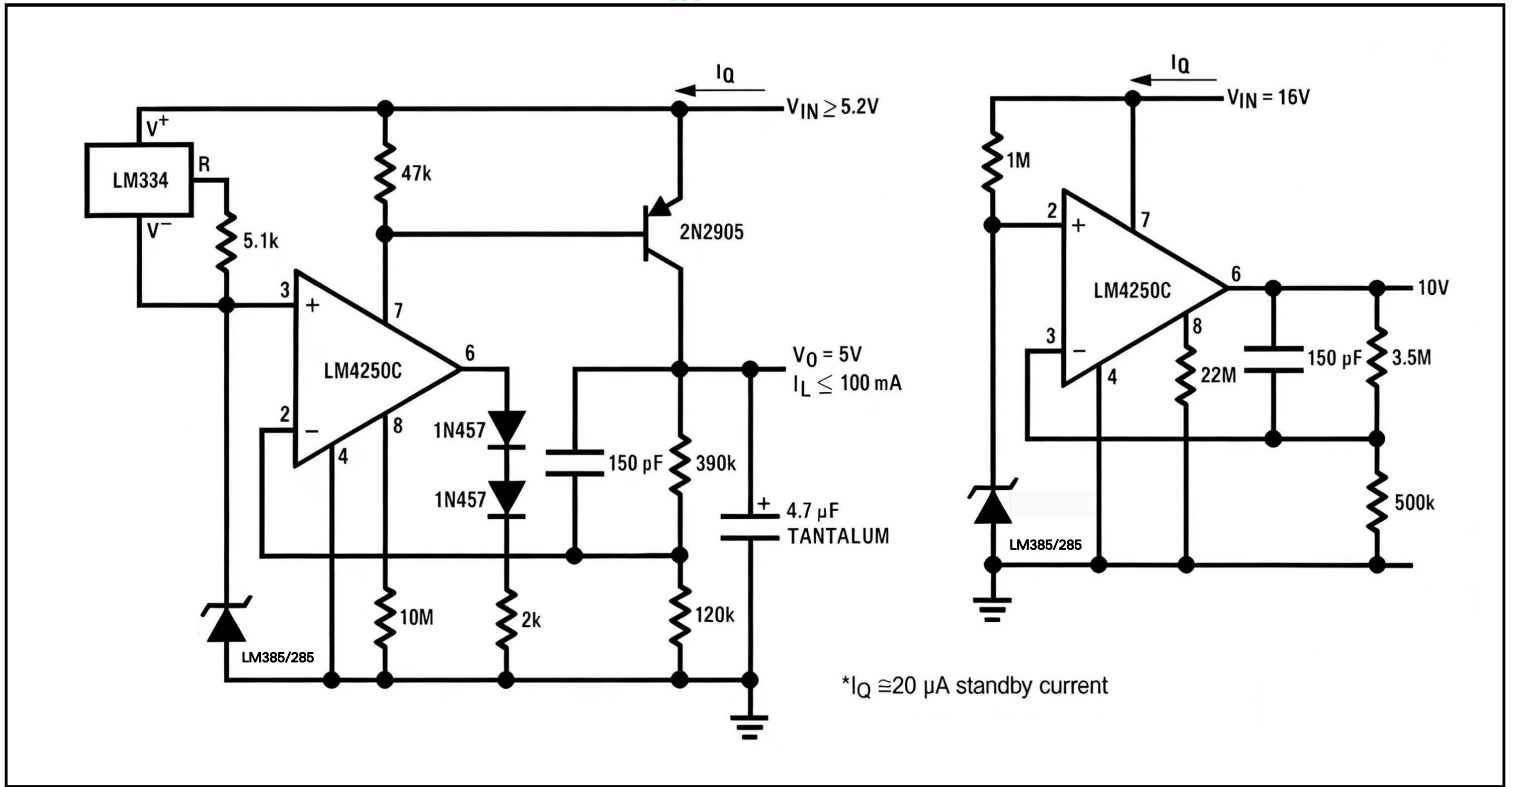 IQ
VIN ≥ 5.2V
V+
LM334
R
V−
5.1k
47k
2N2905
3
+
7
LM4250C
6
2
−
4
8
1N457
1N457
150 pF
390k
VO = 5V
IL ≤ 100 mA
+
4.7 µF
TANTALUM
10M
2k
120k
LM385/285
IQ
VIN = 16V
1M
2
+
7
LM4250C
6
10V
3
−
4
8
22M
150 pF
3.5M
500k
LM385/285
*IQ ≅20 µA standby current